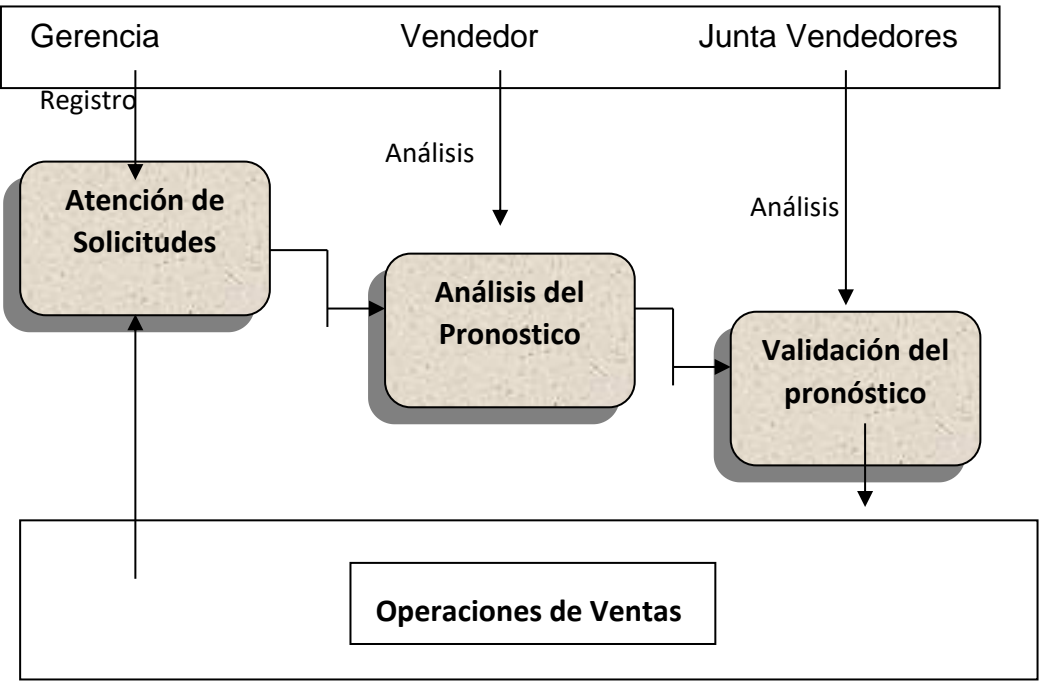 Gerencia
Vendedor
Junta Vendedores
Registro
Análisis
Análisis
Atención de
Solicitudes
Análisis del
Pronostico
Validación del
pronóstico
Operaciones de Ventas